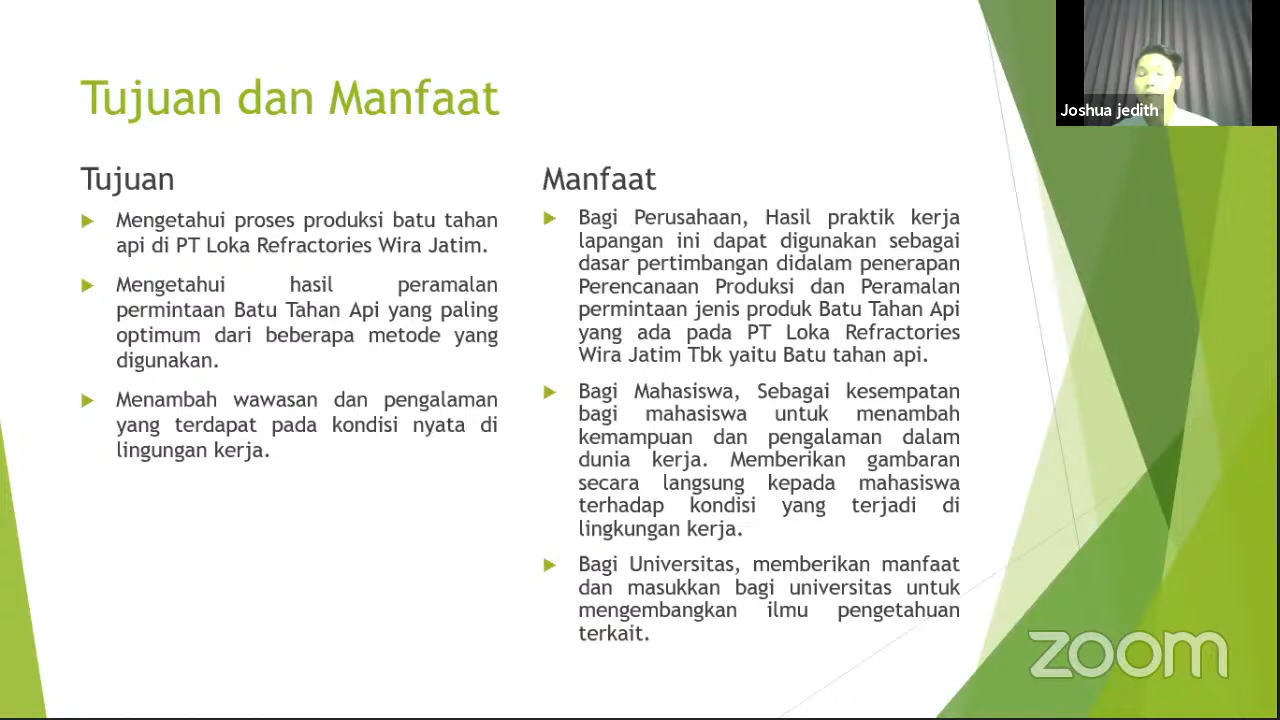 Tujuan dan Manfaat
Tujuan
Mengetahui proses produksi batu tahan
api di PT Loka Refractories Wira Jatim.
Mengetahui hasil peramalan
permintaan Batu Tahan Api yang paling
optimum dari beberapa metode yang
digunakan.
Menambah wawasan dan pengalaman
yang terdapat pada kondisi nyata di
lingungan kerja.
Manfaat
Bagi Perusahaan, Hasil praktik kerja
lapangan ini dapat digunakan sebagai
dasar pertimbangan didalam penerapan
Perencanaan Produksi dan Peramalan
permintaan jenis produk Batu Tahan Api
yang ada pada PT Loka Refractories
Wira Jatim Tbk yaitu Batu tahan api.
Bagi Mahasiswa, Sebagai kesempatan
bagi mahasiswa untuk menambah
kemampuan dan pengalaman dalam
dunia kerja. Memberikan gambaran
secara langsung kepada mahasiswa
terhadap kondisi yang terjadi di
lingkungan kerja.
Bagi Universitas, memberikan manfaat
dan masukkan bagi universitas untuk
mengembangkan ilmu pengetahuan
terkait.
Joshua jedith
zoom